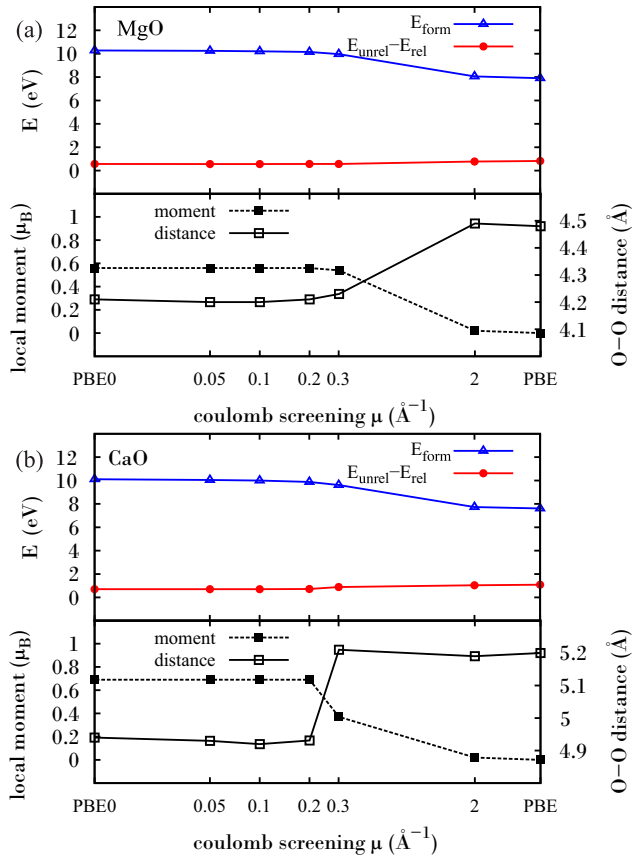 (a)
MgO
E_form
E_unrel−E_rel
12
10
8
6
4
2
0
E (eV)
moment
distance
1
0.8
0.6
0.4
0.2
0
local moment (μ_B)
4.5
4.4
4.3
4.2
4.1
O−O distance (Å)
PBE0 0.05 0.1 0.2 0.3 2 PBE
coulomb screening μ (Å⁻¹)
(b)
CaO
E_form
E_unrel−E_rel
12
10
8
6
4
2
0
E (eV)
moment
distance
1
0.8
0.6
0.4
0.2
0
local moment (μ_B)
5.2
5.1
5
4.9
O−O distance (Å)
PBE0 0.05 0.1 0.2 0.3 2 PBE
coulomb screening μ (Å⁻¹)